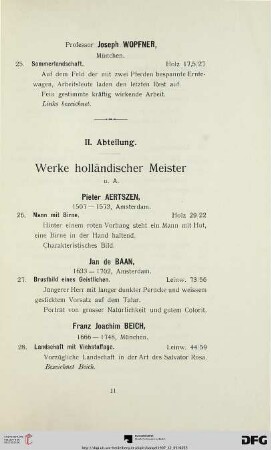 Professor Joseph WOPFNER,
München.
25. Sommerlandschaft. Holz 17,5/27
Auf dem Feld der mit zwei Pferden bespannte Ernte-
wagen, Arbeitsleute laden den letzten Rest auf.
Fein gestimmte kräftig wirkende Arbeit.
Links bezeichnet.
II. Abteilung.
Werke holländischer Meister
u. A.
Pieter AERTSZEN,
1507—1573, Amsterdam.
26. Mann mit Birne. Holz 29/22
Hinter einem roten Vorhang steht ein Mann mit Hut,
eine Birne in der Hand haltend.
Charakteristisches Bild.
Jan de BAAN,
1633—1702, Amsterdam.
27. Brustbild eines Geistlichen. Leinw. 73/56
Jüngerer Herr mit langer dunkler Perücke und weissem
gesticktem Vorsatz auf dem Talar.
Porträt von grosser Natürlichkeit und gutem Colorit.
Franz Joachim BEICH,
1666—1748, München.
28. Landschaft mit Viehstaffage. Leinw. 44/59
Vorzügliche Landschaft in der Art des Salvator Rosa.
Bezeichnet Beich.
11